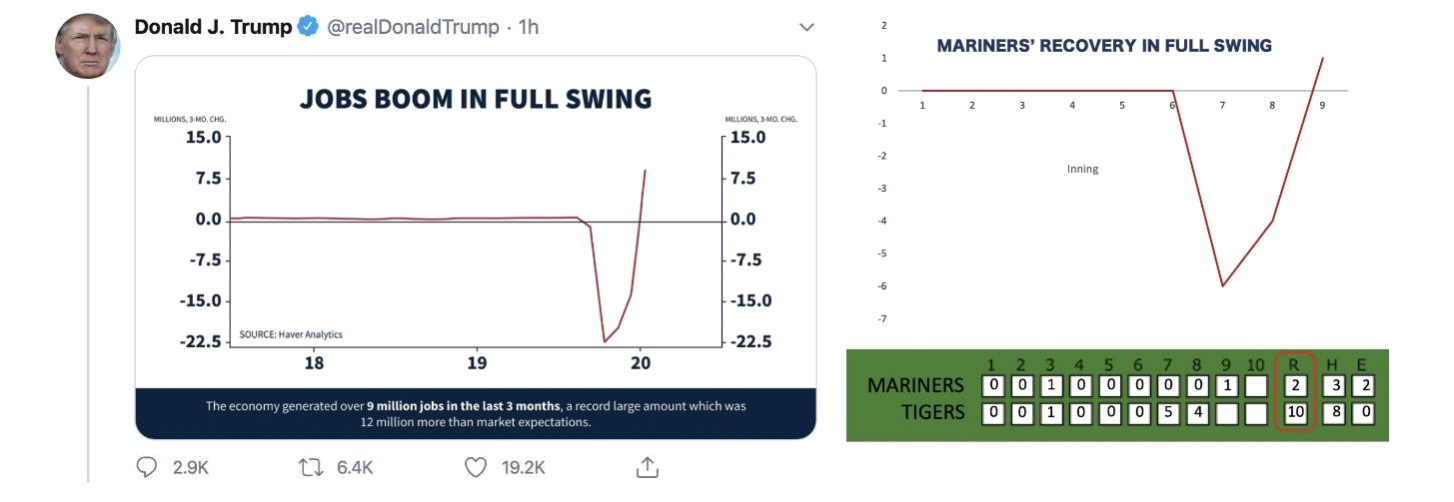 Donald J. Trump @realDonaldTrump · 1h
JOBS BOOM IN FULL SWING
MILLIONS, 3-MO. CHG. MILLIONS, 3-MO. CHG.
15.0 15.0
7.5 7.5
0.0 0.0
-7.5 -7.5
-15.0 -15.0
-22.5 -22.5
SOURCE: Haver Analytics
18 19 20
The economy generated over 9 million jobs in the last 3 months, a record large amount which was
12 million more than market expectations.
2.9K 6.4K 19.2K
2
MARINERS’ RECOVERY IN FULL SWING
1
0
1 2 3 4 5 6 7 8 9
-1
-2
Inning
-3
-4
-5
-6
-7
1 2 3 4 5 6 7 8 9 10 R H E
MARINERS 0 0 1 0 0 0 0 0 1 2 3 2
TIGERS 0 0 1 0 0 0 5 4 10 8 0